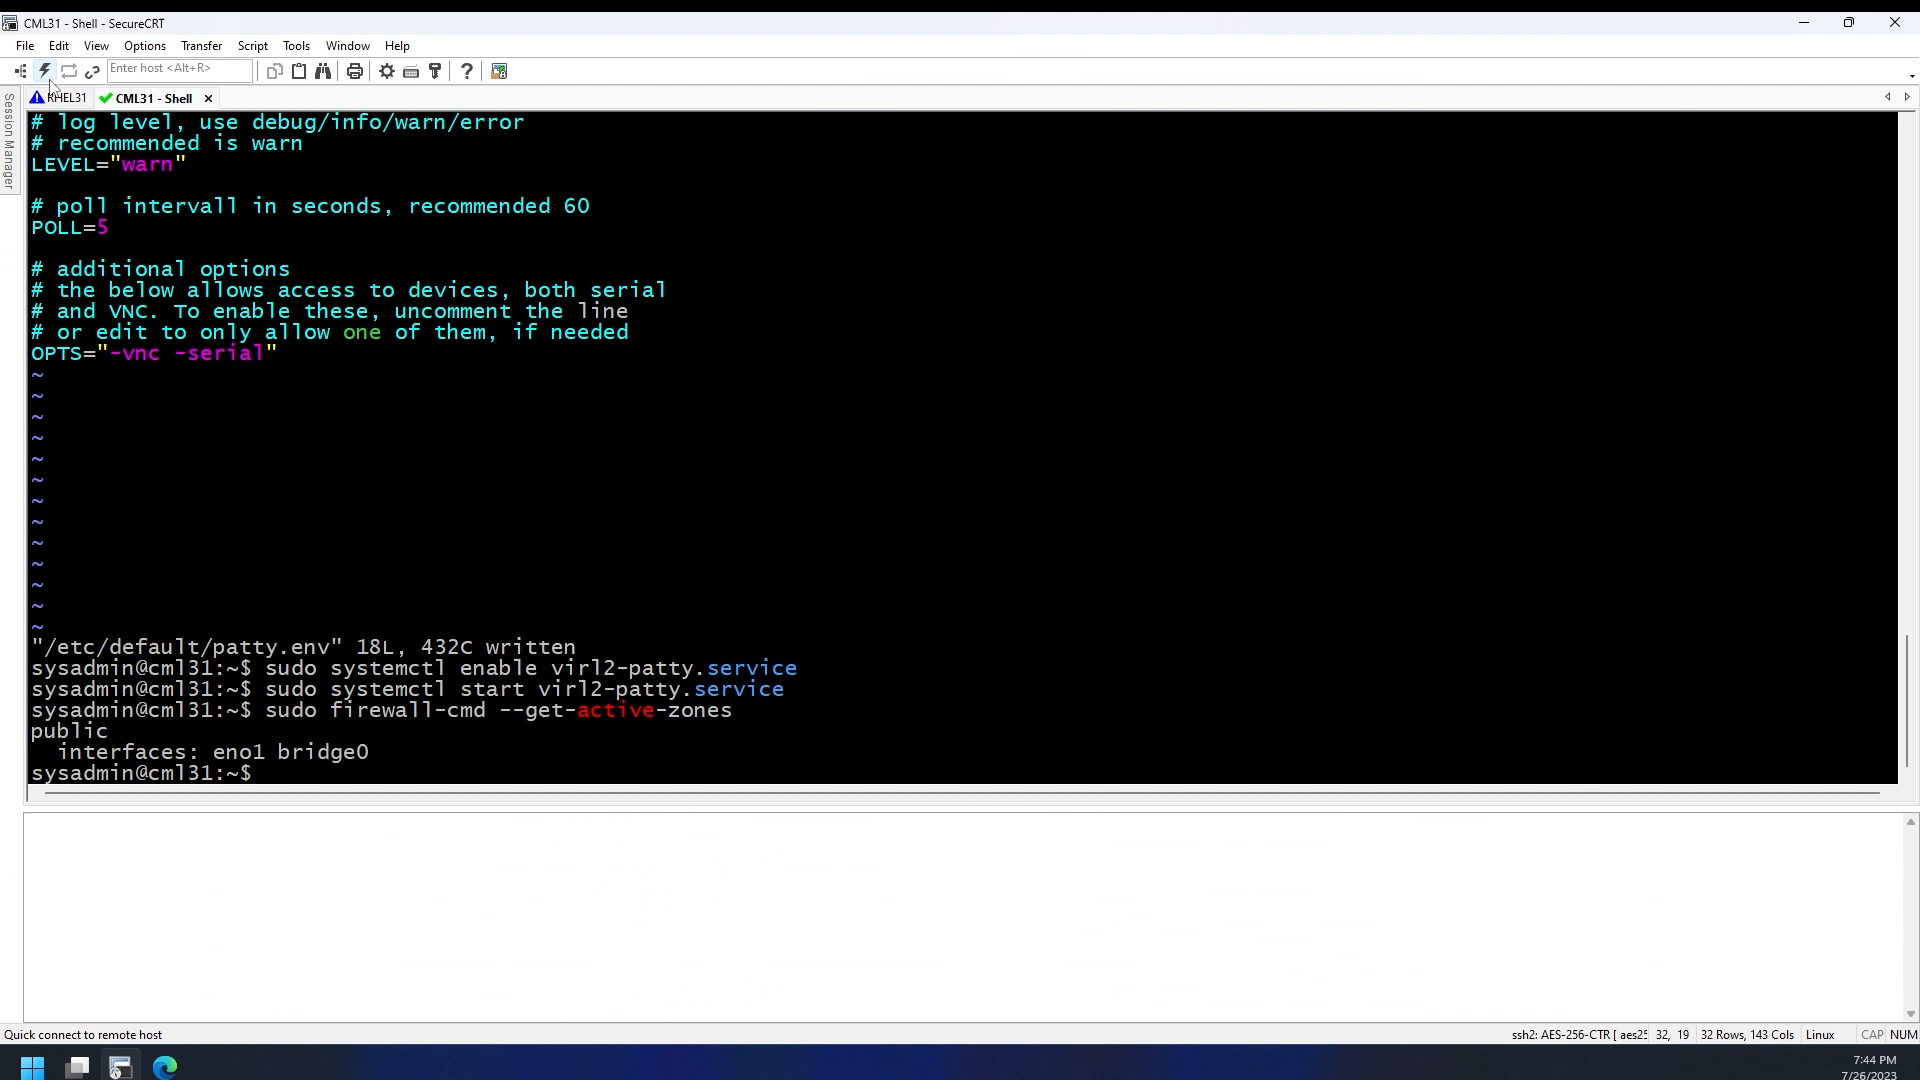 CML31 - Shell - SecureCRT
File Edit View Options Transfer Script Tools Window Help
Enter host <Alt+R>
Session Manager
RHEL31 CML31 - Shell
# log level, use debug/info/warn/error
# recommended is warn
LEVEL="warn"
# poll intervall in seconds, recommended 60
POLL=5
# additional options
# the below allows access to devices, both serial
# and VNC. To enable these, uncomment the line
# or edit to only allow one of them, if needed
OPTS="-vnc -serial"
~
~
~
~
~
~
~
~
~
~
~
~
~
"/etc/default/patty.env" 18L, 432C written
sysadmin@cml31:~$ sudo systemctl enable virl2-patty.service
sysadmin@cml31:~$ sudo systemctl start virl2-patty.service
sysadmin@cml31:~$ sudo firewall-cmd --get-active-zones
public
interfaces: eno1 bridge0
sysadmin@cml31:~$
Quick connect to remote host ssh2: AES-256-CTR [ aes25 32, 19 32 Rows, 143 Cols Linux CAP NUM
7:44 PM
7/26/2023